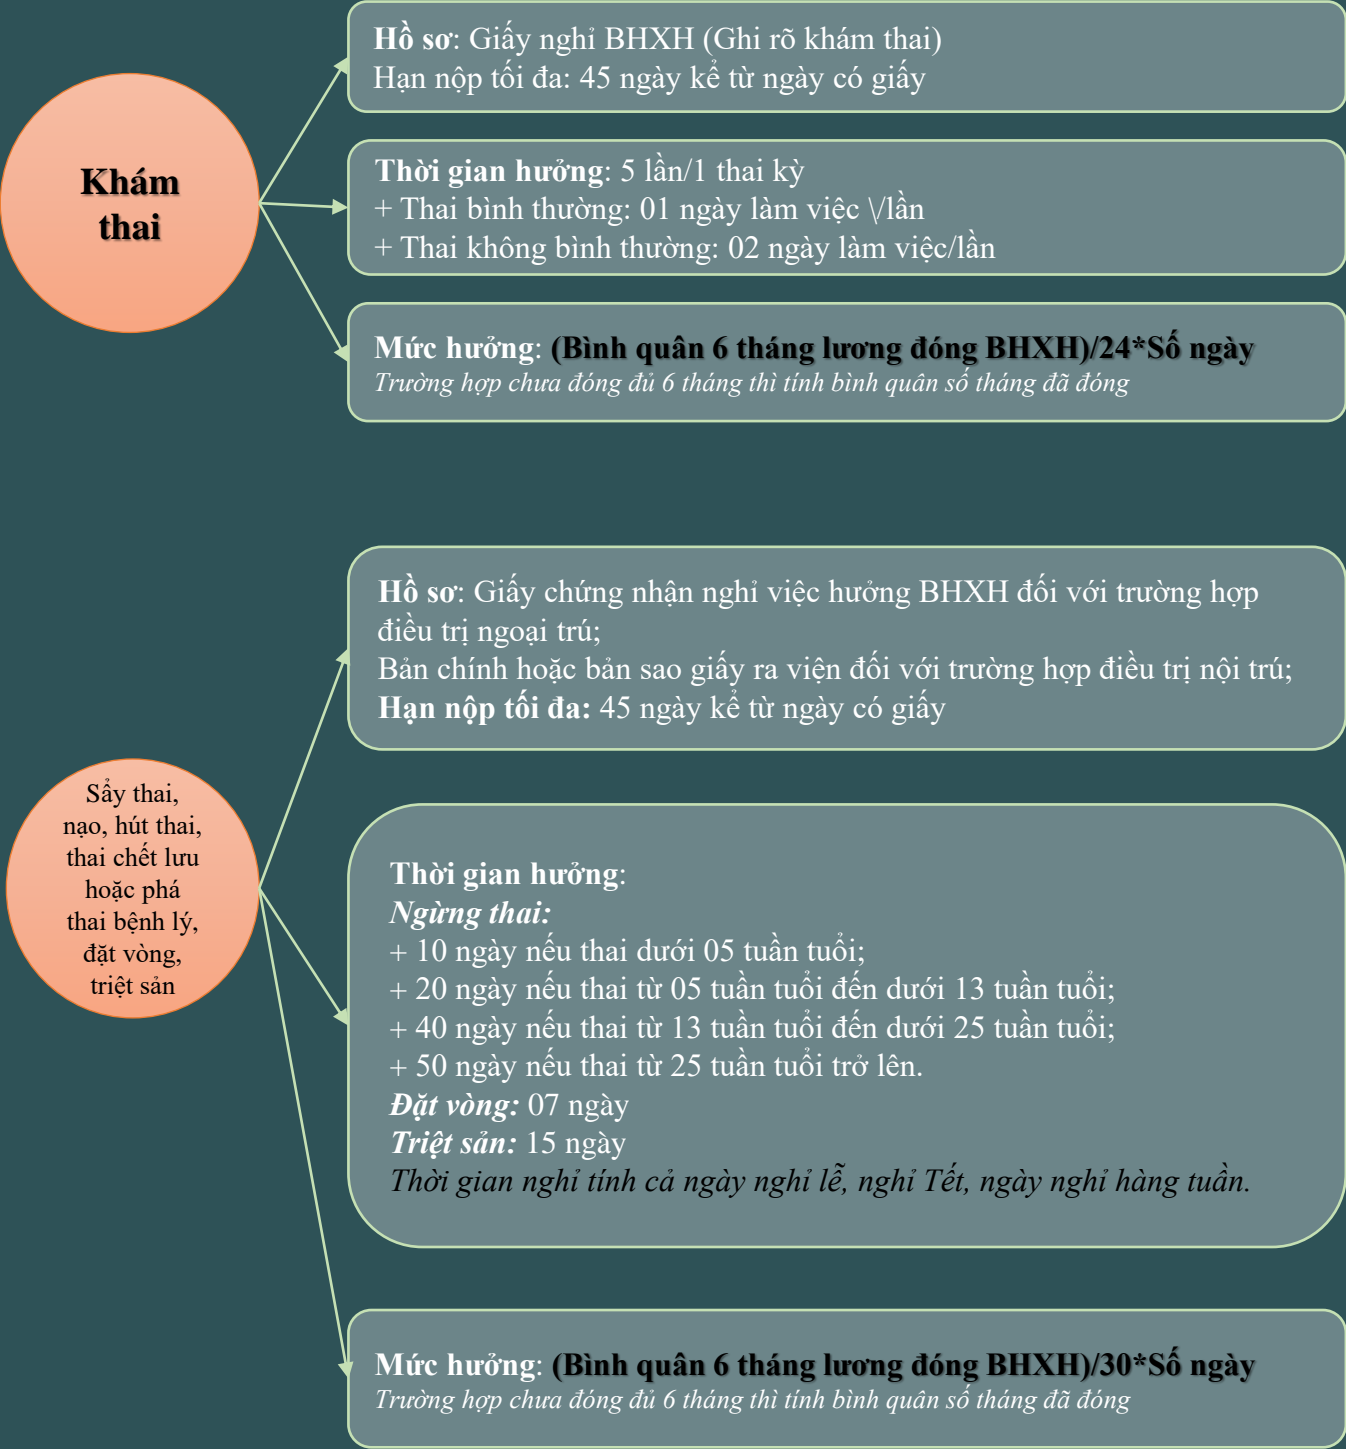 Khám
thai
Hồ sơ: Giấy nghỉ BHXH (Ghi rõ khám thai)
Hạn nộp tối đa: 45 ngày kể từ ngày có giấy
Thời gian hưởng: 5 lần/1 thai kỳ
+ Thai bình thường: 01 ngày làm việc \/lần
+ Thai không bình thường: 02 ngày làm việc/lần
Mức hưởng: (Bình quân 6 tháng lương đóng BHXH)/24*Số ngày
Trường hợp chưa đóng đủ 6 tháng thì tính bình quân số tháng đã đóng
Sẩy thai,
nạo, hút thai,
thai chết lưu
hoặc phá
thai bệnh lý,
đặt vòng,
triệt sản
Hồ sơ: Giấy chứng nhận nghỉ việc hưởng BHXH đối với trường hợp
điều trị ngoại trú;
Bản chính hoặc bản sao giấy ra viện đối với trường hợp điều trị nội trú;
Hạn nộp tối đa: 45 ngày kể từ ngày có giấy
Thời gian hưởng:
Ngừng thai:
+ 10 ngày nếu thai dưới 05 tuần tuổi;
+ 20 ngày nếu thai từ 05 tuần tuổi đến dưới 13 tuần tuổi;
+ 40 ngày nếu thai từ 13 tuần tuổi đến dưới 25 tuần tuổi;
+ 50 ngày nếu thai từ 25 tuần tuổi trở lên.
Đặt vòng: 07 ngày
Triệt sản: 15 ngày
Thời gian nghỉ tính cả ngày nghỉ lễ, nghỉ Tết, ngày nghỉ hàng tuần.
Mức hưởng: (Bình quân 6 tháng lương đóng BHXH)/30*Số ngày
Trường hợp chưa đóng đủ 6 tháng thì tính bình quân số tháng đã đóng